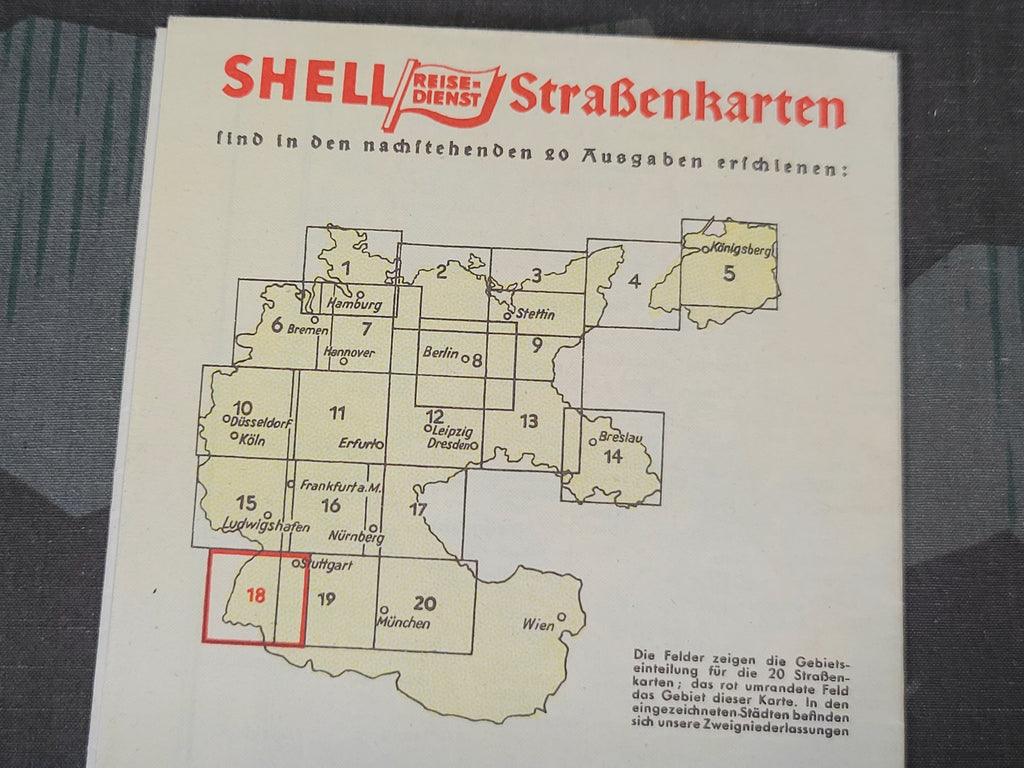 SHELL REISE=DIENST Straßenkarten
sind in den nachstehenden 20 Ausgaben erschienen:
Königsberg
1
2
3
4
5
Hamburg
Stettin
6
Bremen
7
Hannover
Berlin
8
9
10
Düsseldorf
Köln
11
Erfurt
12
Leipzig
Dresden
13
Breslau
14
Frankfurt a. M.
15
Ludwigshafen
16
Nürnberg
17
Stuttgart
18
19
20
München
Wien
Die Felder zeigen die Gebiets-
einteilung für die 20 Straßen-
karten; das rot umrandete Feld
das Gebiet dieser Karte. In den
eingezeichneten Städten befinden
sich unsere Zweigniederlassungen